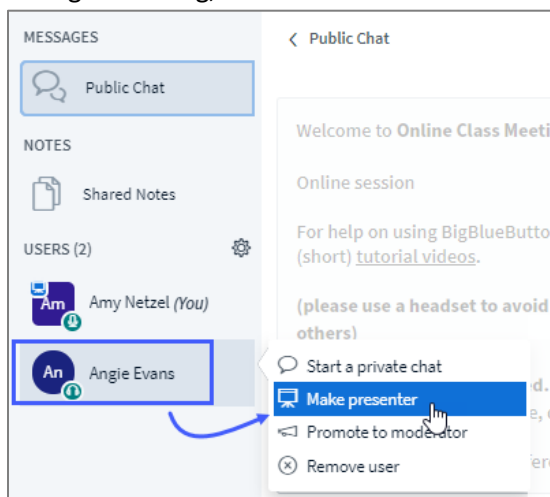 MESSAGES
Public Chat
NOTES
Shared Notes
USERS (2)
Am
Amy Netzel (You)
An
Angie Evans
Public Chat
Welcome to Online Class
Online session
For help on using
(short) tutorial videos.
(please use a headset to avoid
others)
Start a private chat
Make presenter
Promote to moderator
Remove user